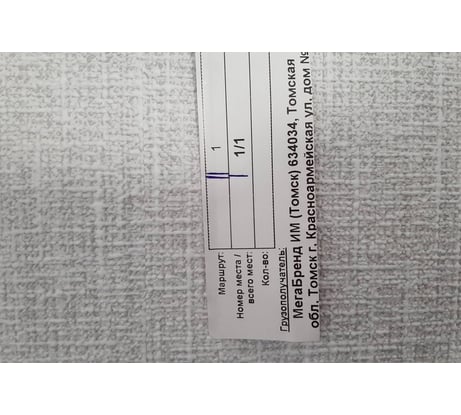 Маршрут: 1
Номер места / 1/1
всего мест:
Кол-во:
Грузополучатель:
МегаБренд ИМ (Томск) 634034, Томская
обл, Томск г, Красноармейская ул, дом №